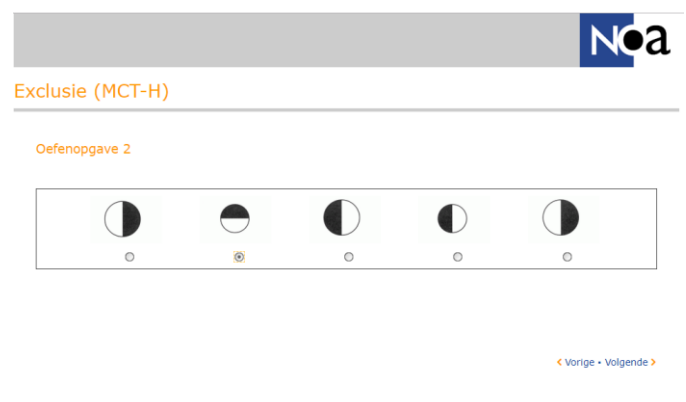 Noa
Exclusie (MCT-H)
Oefenopgave 2
‹ Vorige • Volgende ›